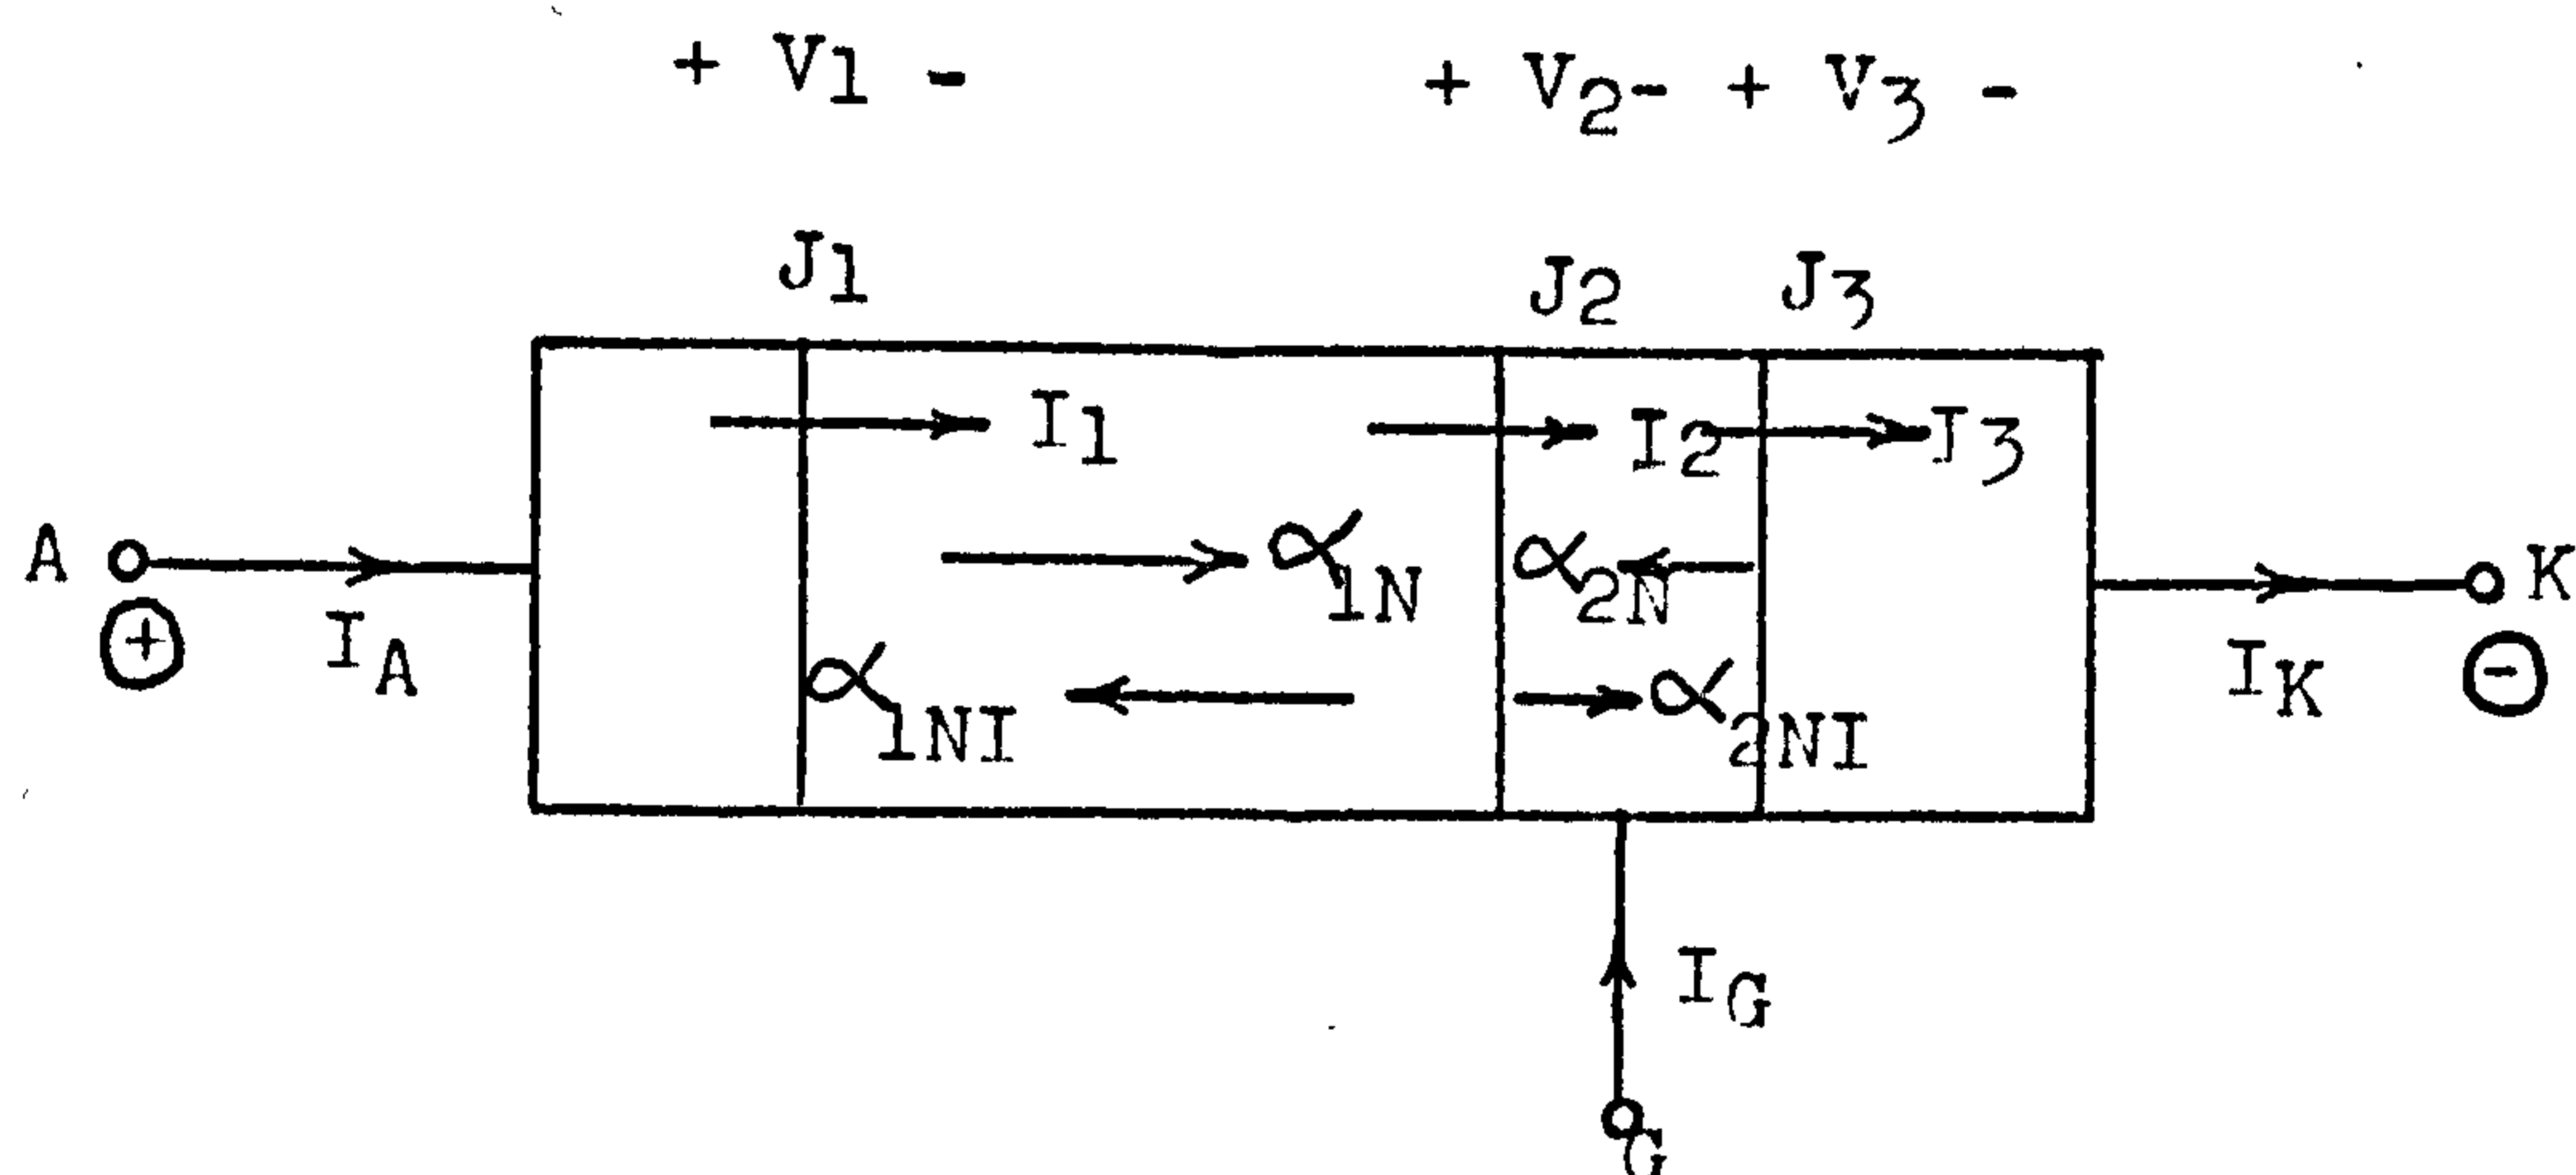 + V1 - + V2 - + V3 -
J1 J2 J3
I1 I2 I3
A α1N α2N K
+ IA α1NI α2NI IK -
IG
G